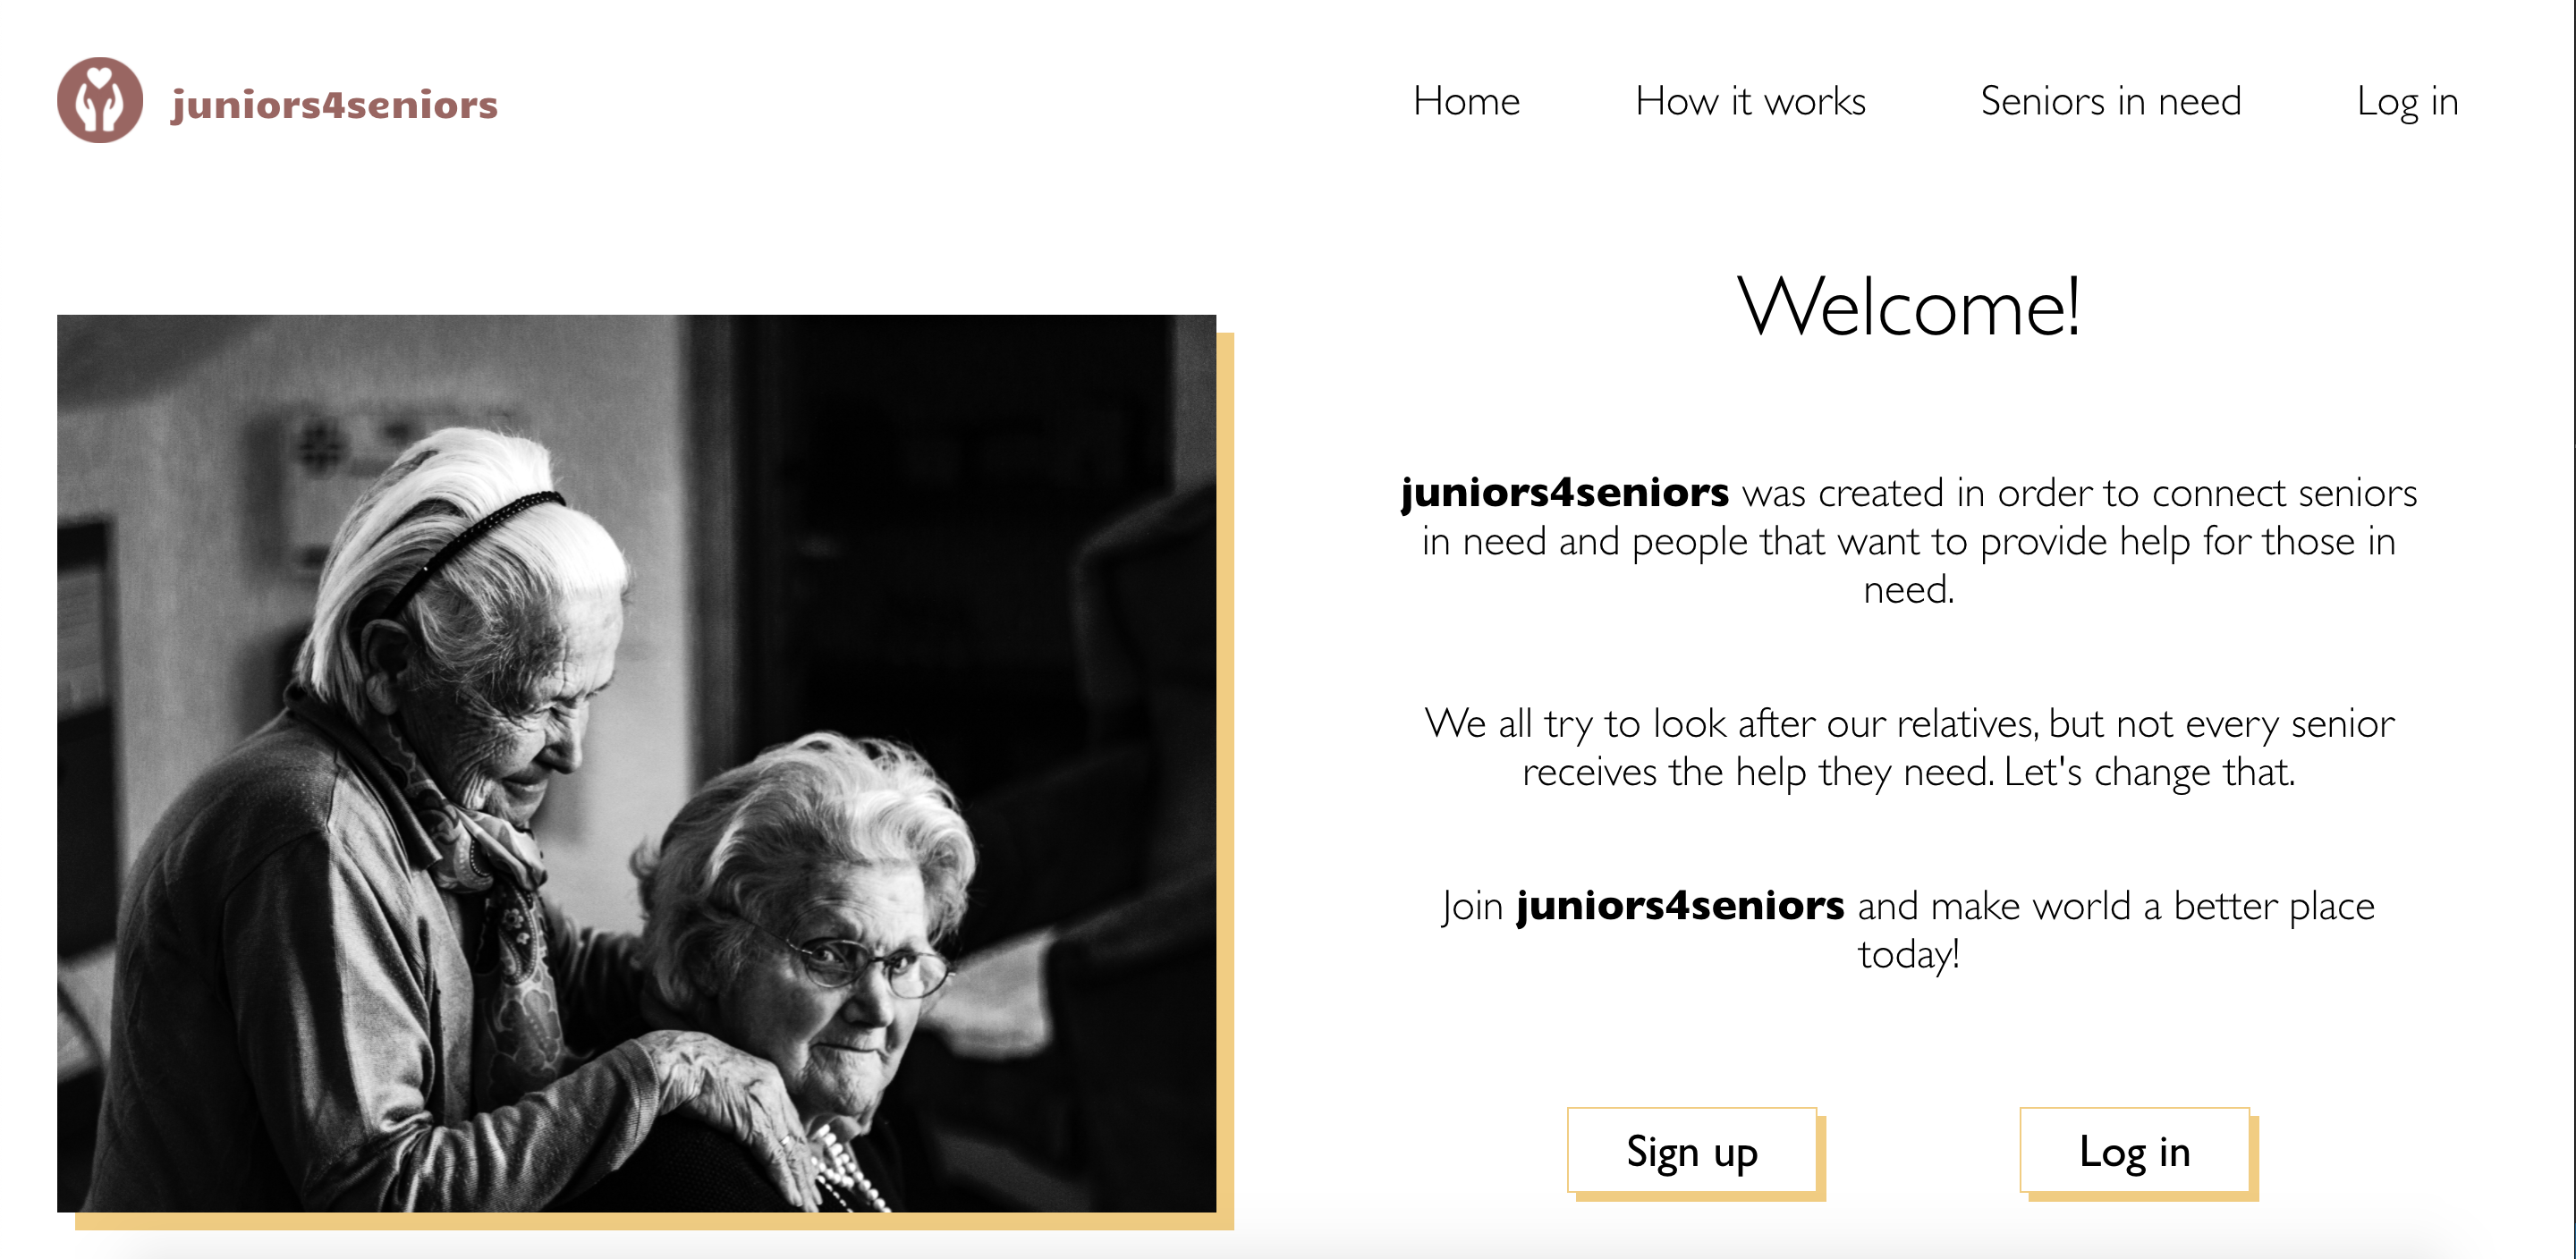 juniors4seniors
Home
How it works
Seniors in need
Log in
Welcome!
juniors4seniors was created in order to connect seniors
in need and people that want to provide help for those in
need.
We all try to look after our relatives, but not every senior
receives the help they need. Let's change that.
Join juniors4seniors and make world a better place
today!
Sign up
Log in